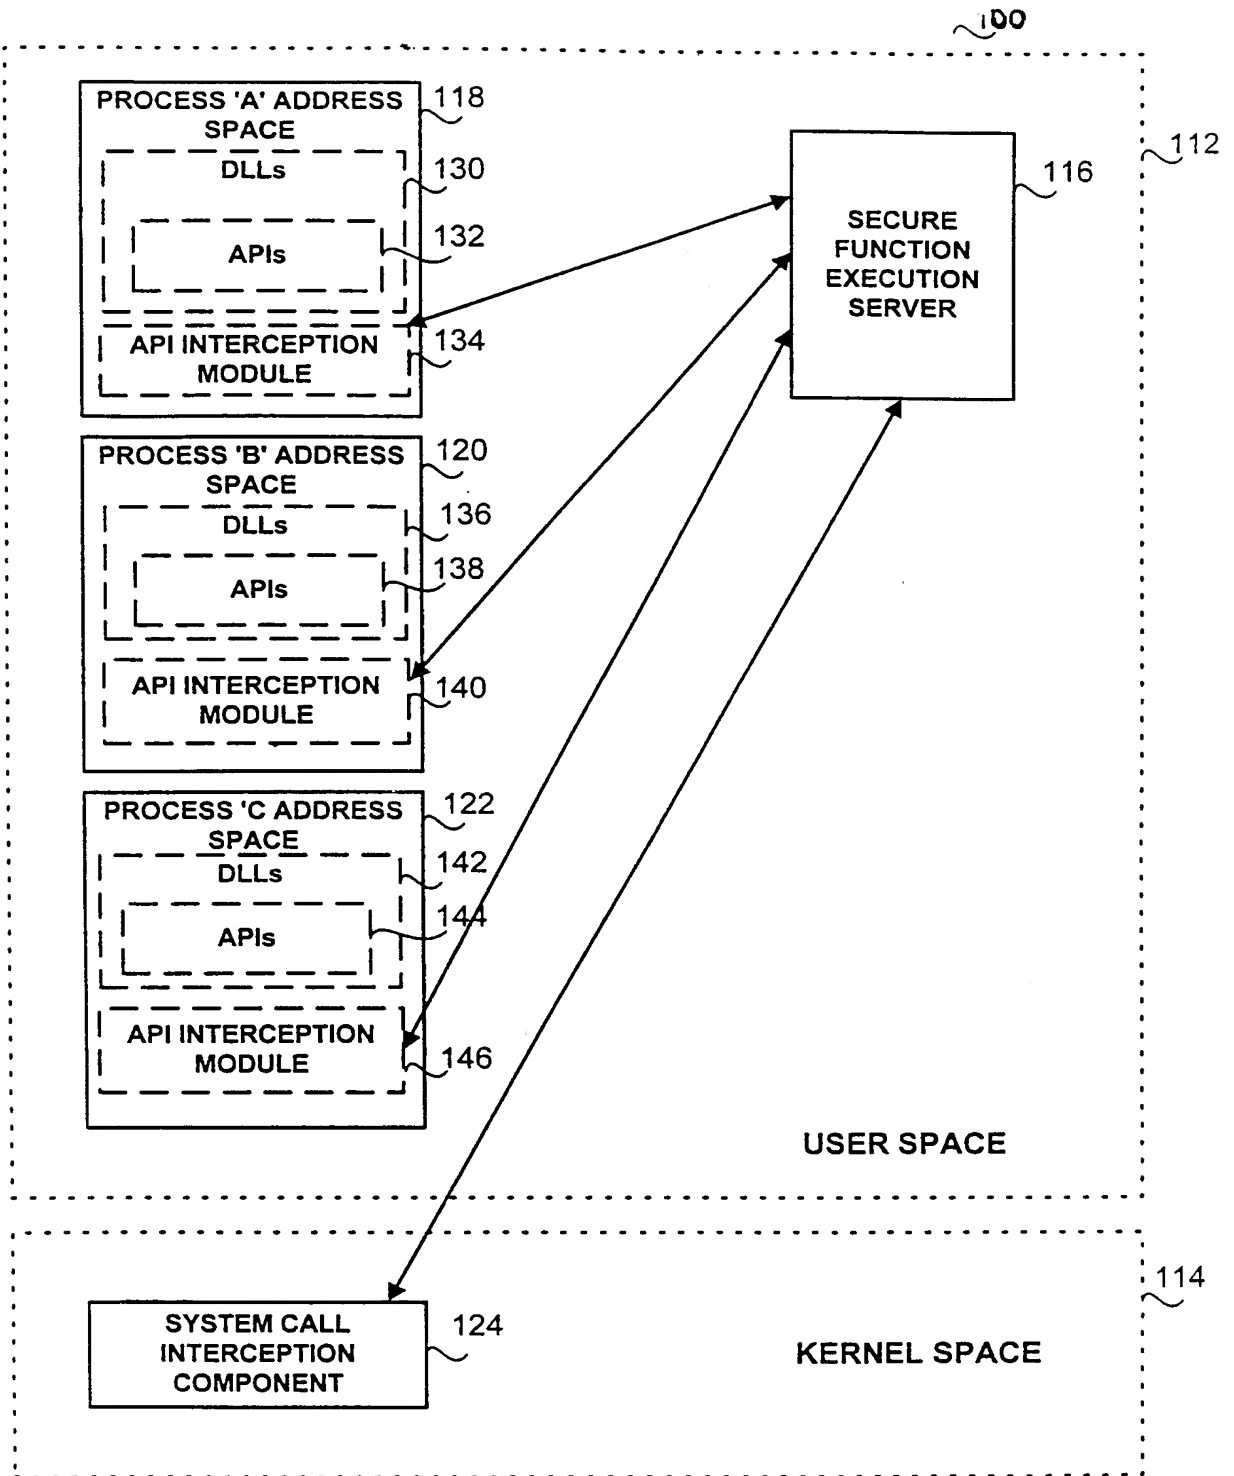 100
PROCESS 'A' ADDRESS
SPACE
118
DLLs
130
APIs
132
API INTERCEPTION
MODULE
134
SECURE
FUNCTION
EXECUTION
SERVER
116
112
PROCESS 'B' ADDRESS
SPACE
120
DLLs
136
APIs
138
API INTERCEPTION
MODULE
140
PROCESS 'C ADDRESS
SPACE
122
DLLs
142
APIs
144
API INTERCEPTION
MODULE
146
USER SPACE
114
SYSTEM CALL
INTERCEPTION
COMPONENT
124
KERNEL SPACE